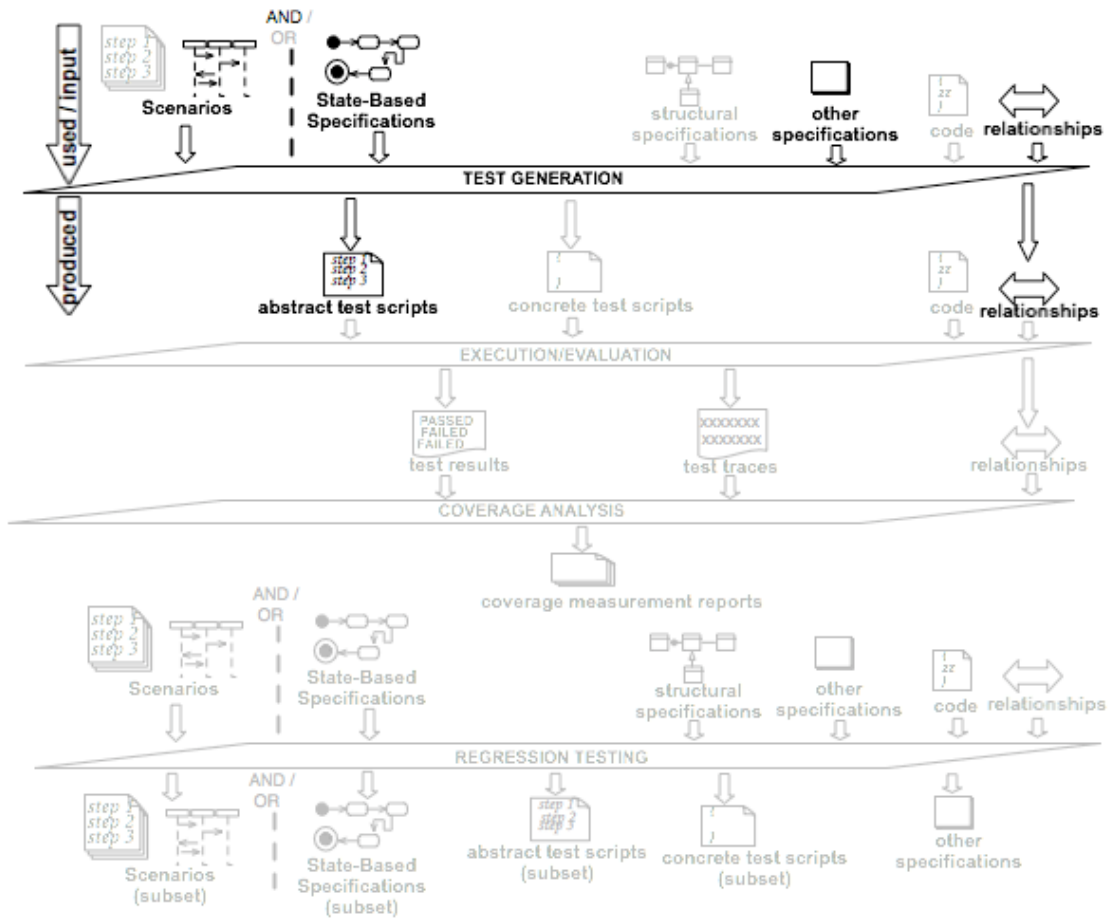 AND /
OR
step 1
step 2
step 3
Scenarios
State-Based
Specifications
structural
specifications
other
specifications
code
relationships
used / input
TEST GENERATION
produced
step 1
step 2
step 3
abstract test scripts
concrete test scripts
code
relationships
EXECUTION/EVALUATION
PASSED
FAILED
FAILED
test results
XXXXXXX
XXXXXXX
test traces
relationships
COVERAGE ANALYSIS
coverage measurement reports
AND /
OR
step 1
step 2
step 3
Scenarios
State-Based
Specifications
structural
specifications
other
specifications
code
relationships
REGRESSION TESTING
AND /
OR
step 1
step 2
step 3
Scenarios
(subset)
State-Based
Specifications
(subset)
step 1
step 2
step 3
abstract test scripts
(subset)
concrete test scripts
(subset)
other
specifications